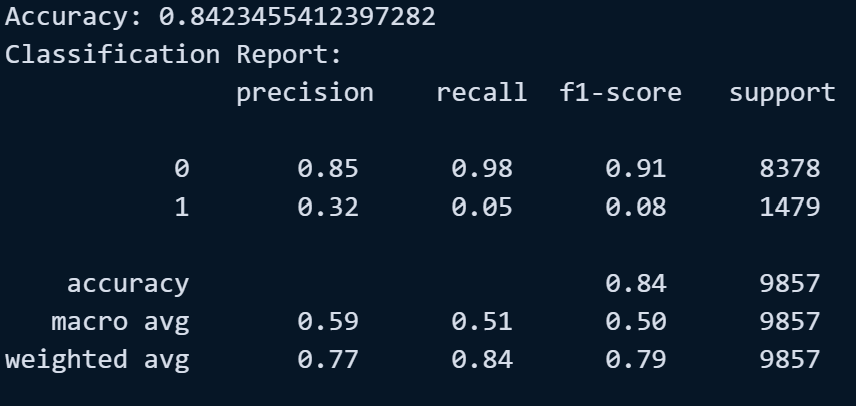 Accuracy: 0.8423455412397282
Classification Report:
precision recall f1-score support
0 0.85 0.98 0.91 8378
1 0.32 0.05 0.08 1479
accuracy 0.84 9857
macro avg 0.59 0.51 0.50 9857
weighted avg 0.77 0.84 0.79 9857